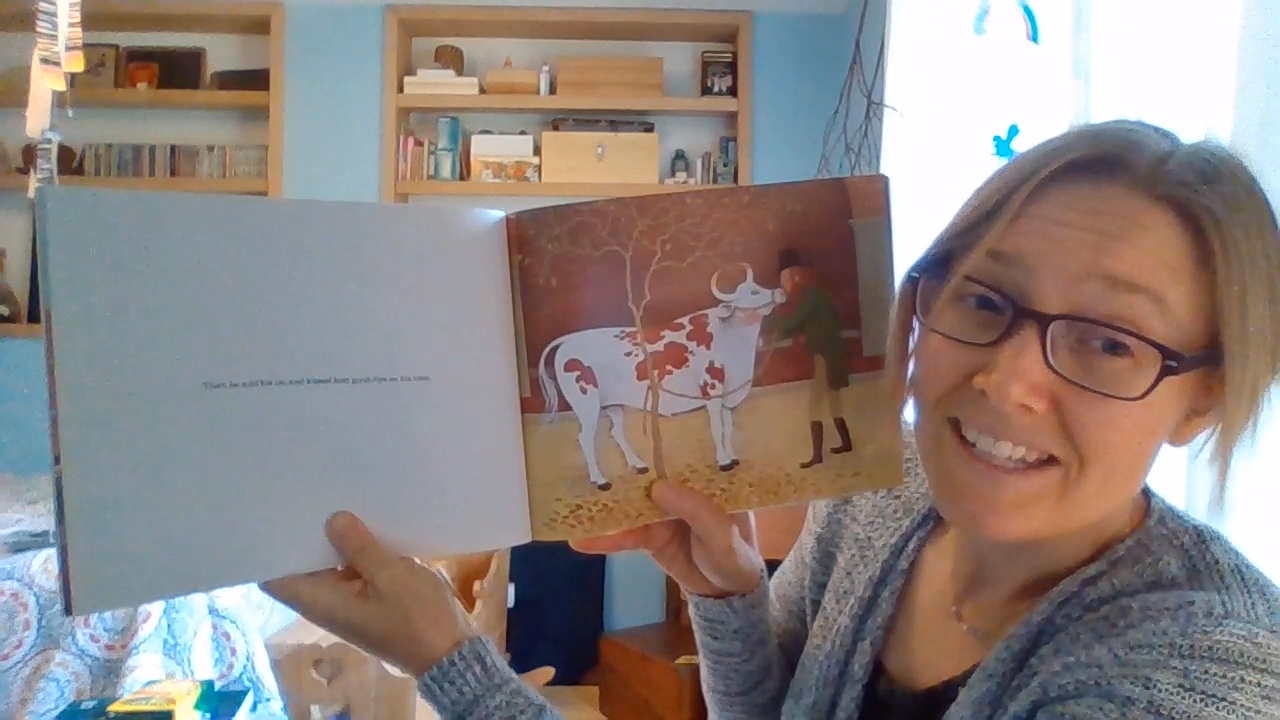 Then he sold his ox, and kissed him good-bye on his nose.